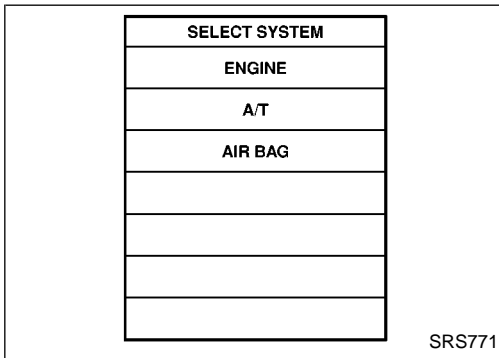 SELECT SYSTEM
ENGINE
A/T
AIR BAG
SRS771